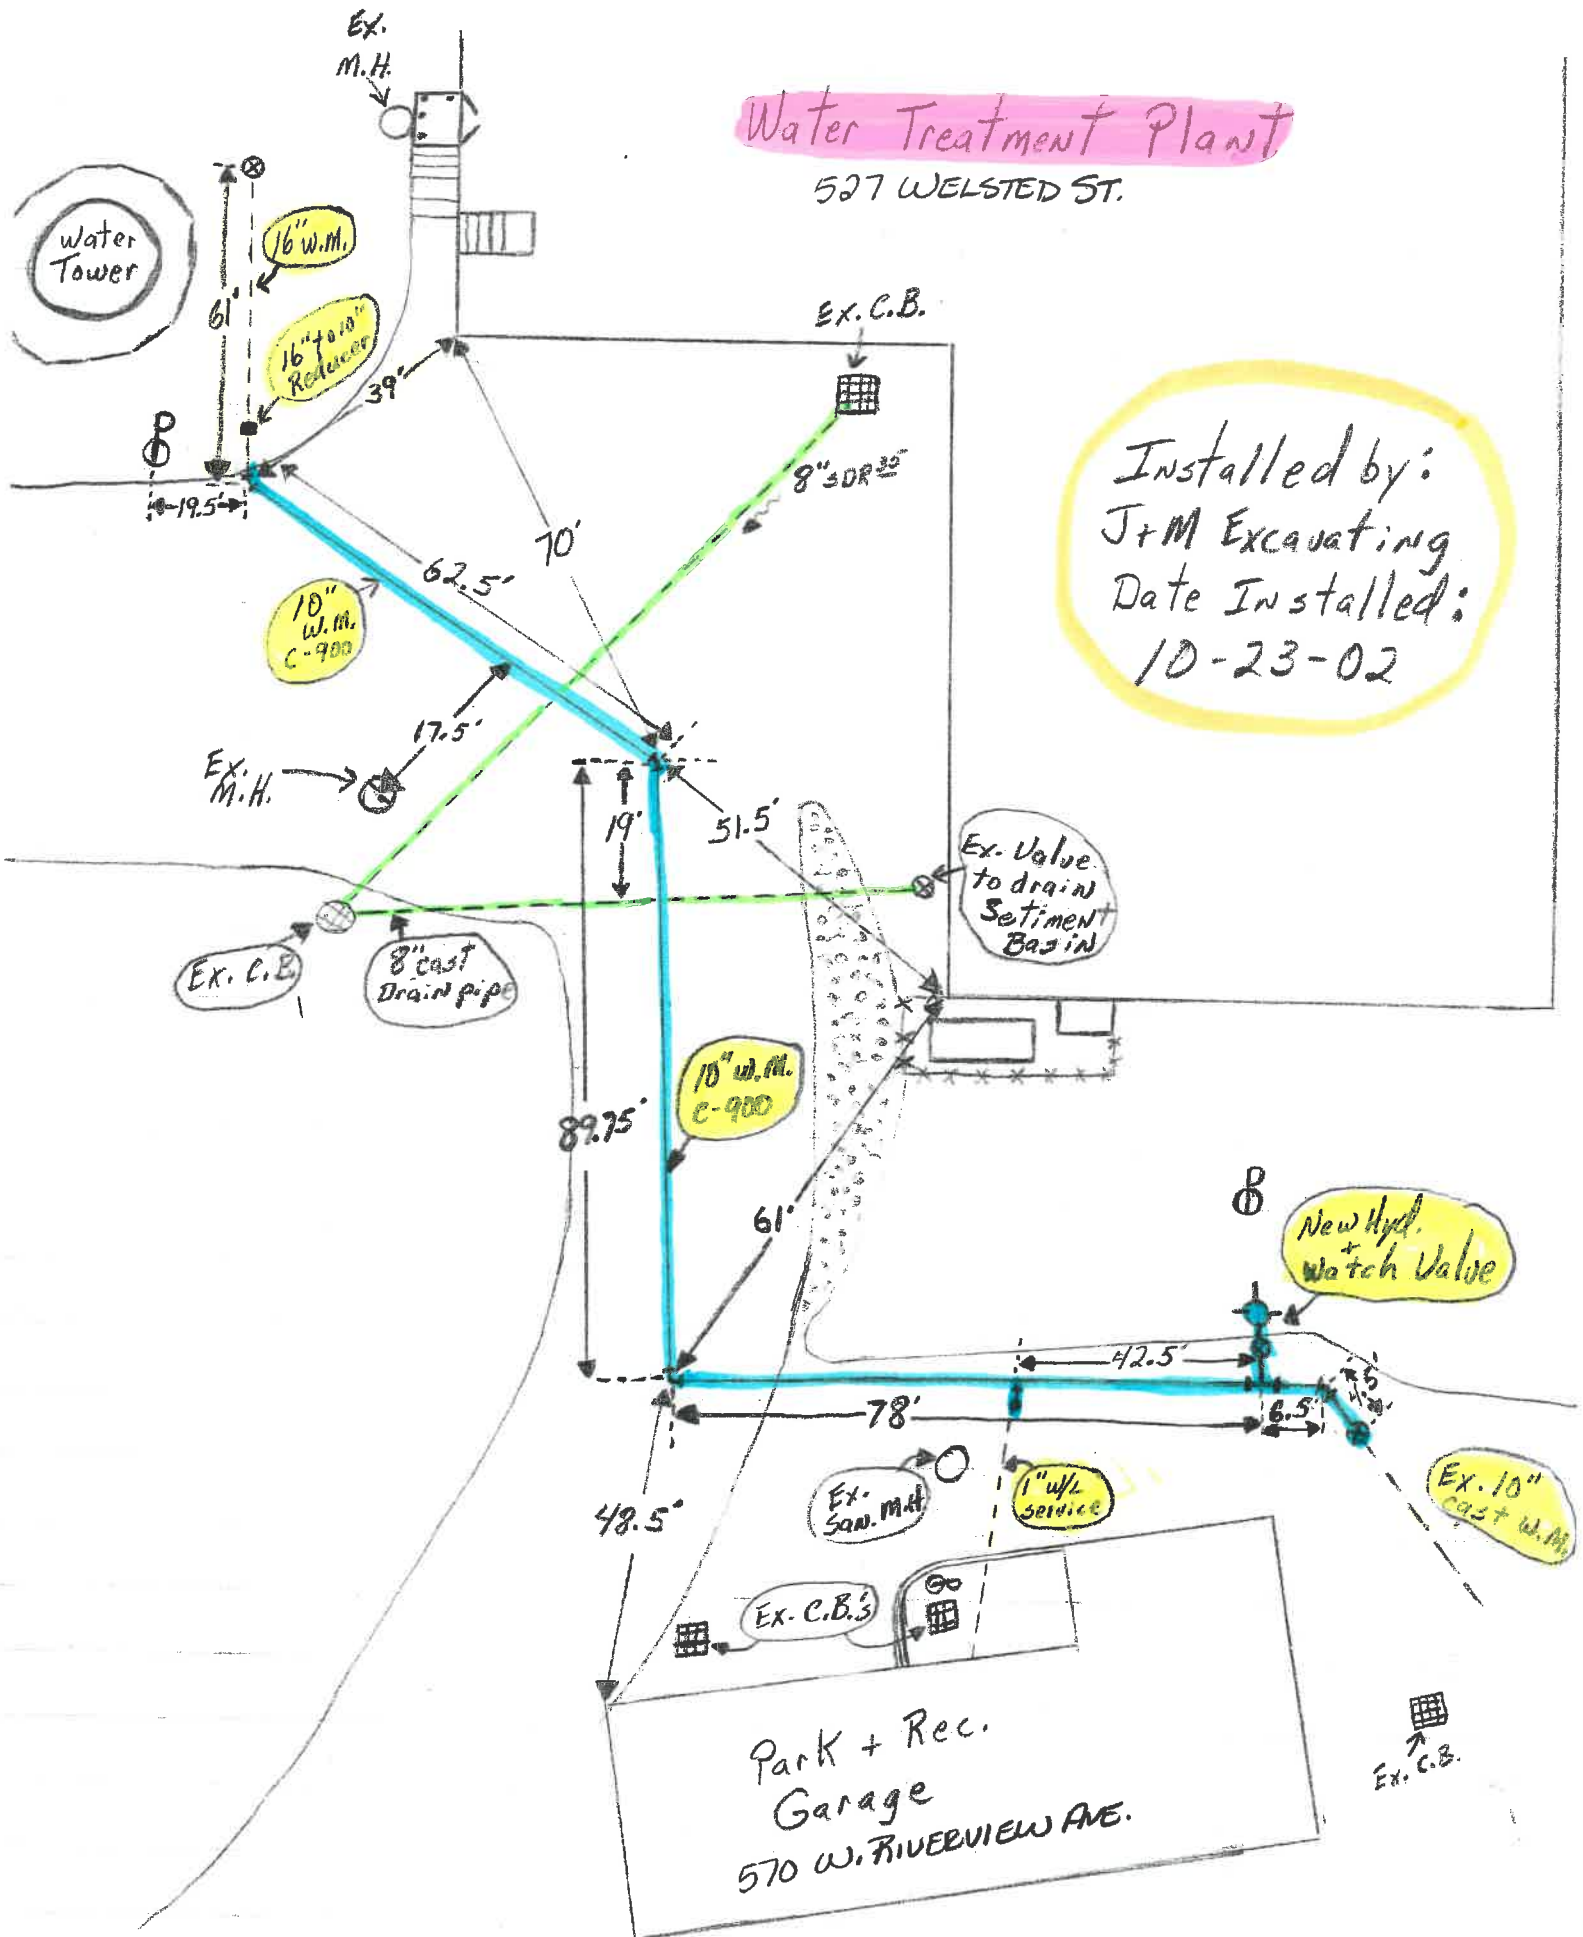 Ex.
M.H.
Water Treatment Plant
527 WELSTED ST.
Water
Tower
16" W.M.
61'
16" to 10"
Reducer
39'
Ex. C.B.
8" SDR 35
19.5'
70'
62.5'
10"
W.M.
C-900
Installed by:
J+M Excavating
Date Installed:
10-23-02
17.5'
Ex.
M.H.
19'
51.5'
Ex. Valve
to drain
Setiment
Basin
Ex. C.B.
8" cast
Drain pipe
10" W.M.
C-900
89.75'
61'
New Hyd.
+
Watch Valve
42.5'
78'
6.5'
48.5'
Ex.
San. M.H
1" W/L
service
Ex. 10"
cast W.M.
Ex. C.B.'s
Park + Rec.
Garage
570 W. RIVERVIEW AVE.
Ex. C.B.